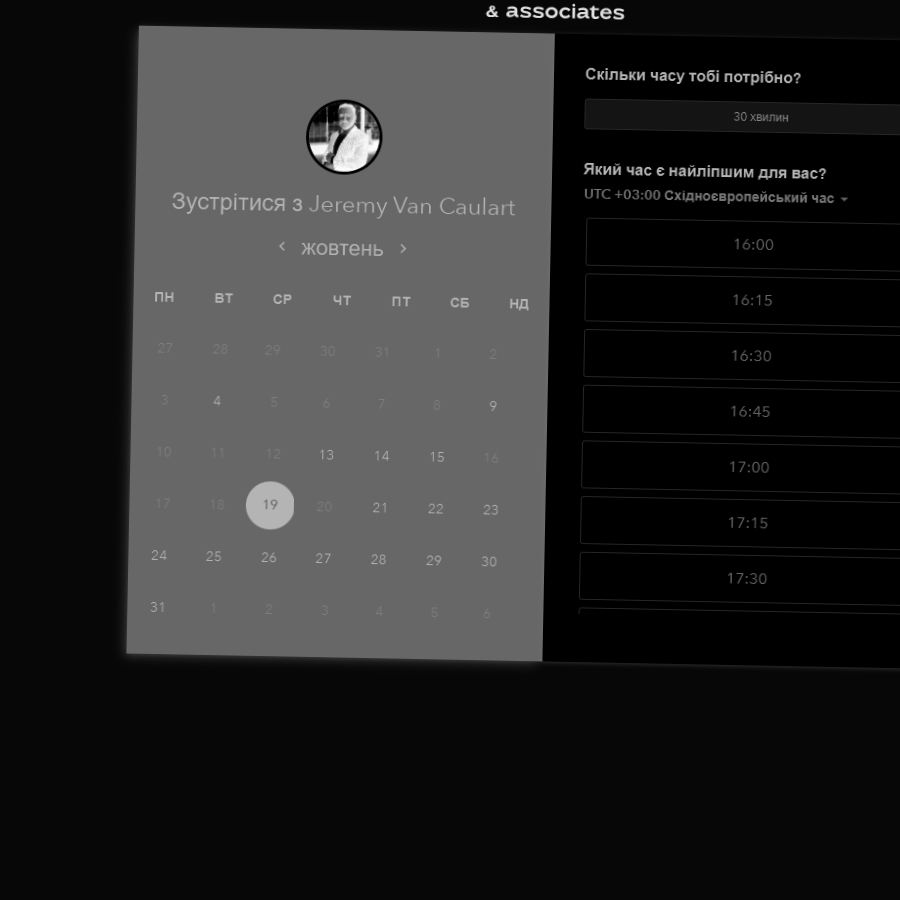 & associates
Зустрітися з Jeremy Van Caulart
жовтень
ПН ВТ СР ЧТ ПТ СБ НД
27 28 29 30 31 1 2
3 4 5 6 7 8 9
10 11 12 13 14 15 16
17 18 19 20 21 22 23
24 25 26 27 28 29 30
31 1 2 3 4 5 6
Скільки часу тобі потрібно?
30 хвилин
Який час є найліпшим для вас?
UTC +03:00 Східноєвропейський час
16:00
16:15
16:30
16:45
17:00
17:15
17:30